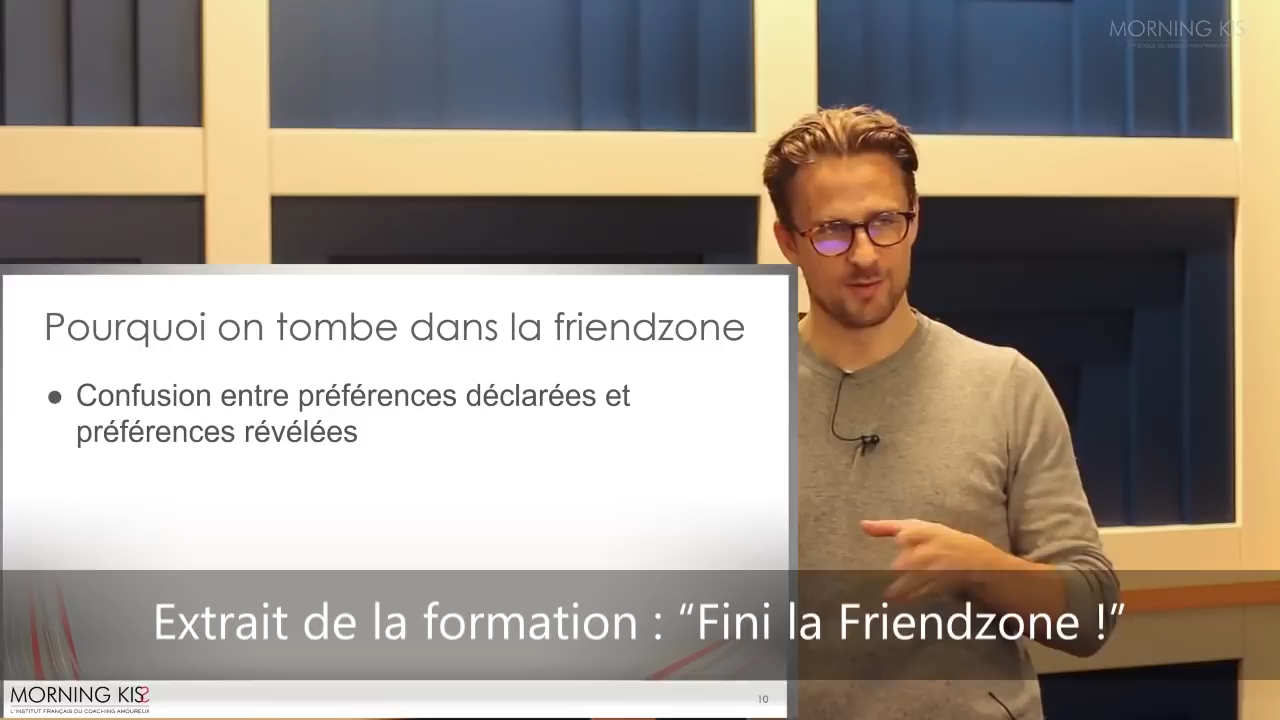 MORNING KIS
Pourquoi on tombe dans la friendzone
● Confusion entre préférences déclarées et
préférences révélées
Extrait de la formation : “Fini la Friendzone !”
MORNING KISS
L'INSTITUT FRANÇAIS DU COACHING AMOUREUX
10